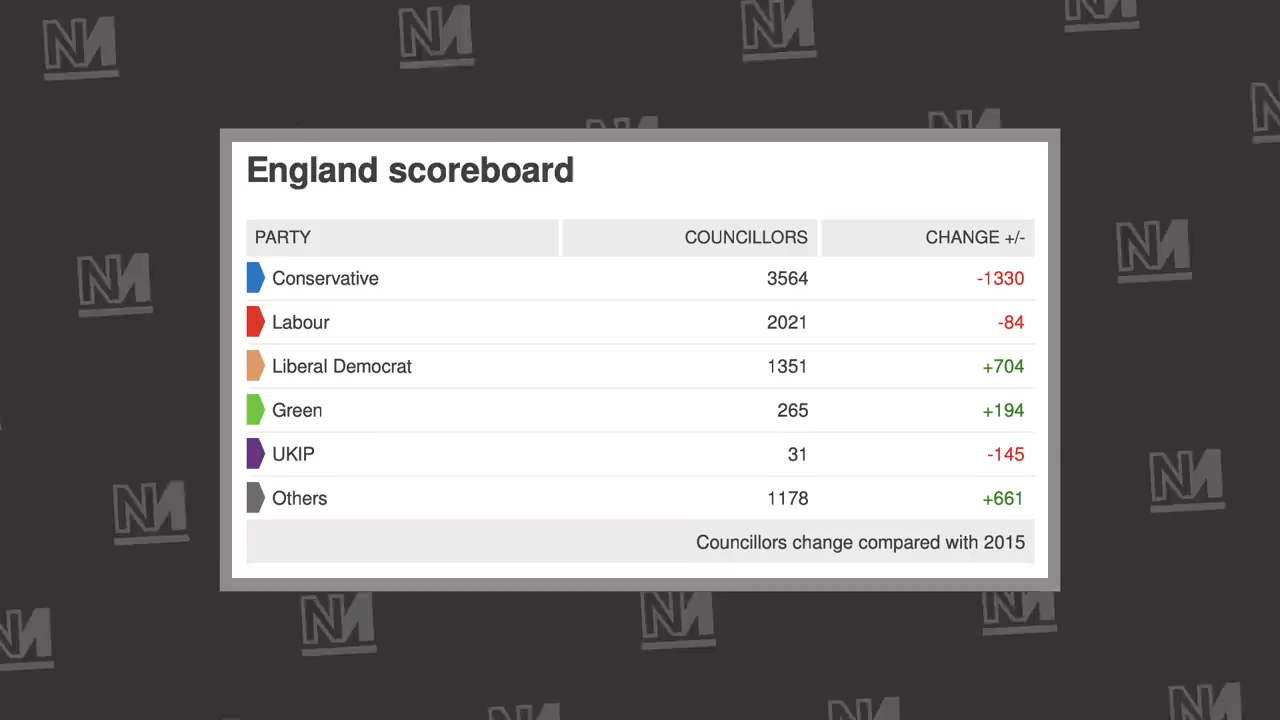 England scoreboard
PARTY COUNCILLORS CHANGE +/-
Conservative 3564 -1330
Labour 2021 -84
Liberal Democrat 1351 +704
Green 265 +194
UKIP 31 -145
Others 1178 +661
Councillors change compared with 2015